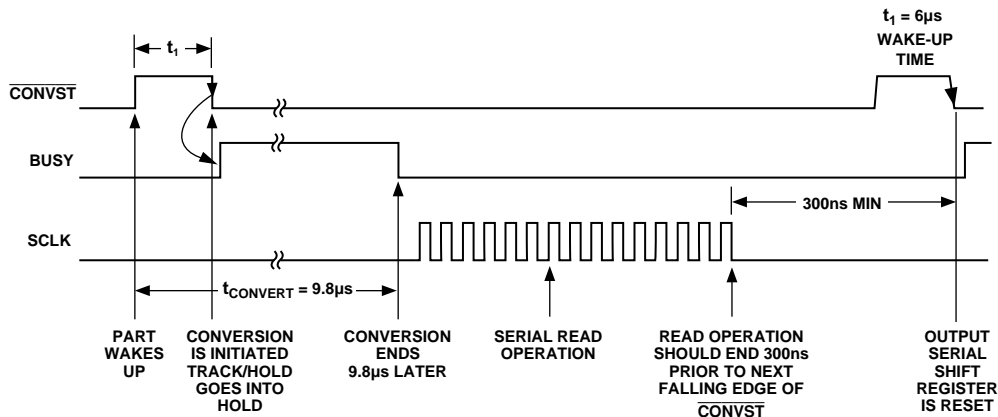 t1 = 6μs
WAKE-UP
TIME
t1
CONVST
BUSY
300ns MIN
SCLK
tCONVERT = 9.8μs
PART
WAKES
UP
CONVERSION
IS INITIATED
TRACK/HOLD
GOES INTO
HOLD
CONVERSION
ENDS
9.8μs LATER
SERIAL READ
OPERATION
READ OPERATION
SHOULD END 300ns
PRIOR TO NEXT
FALLING EDGE OF
CONVST
OUTPUT
SERIAL
SHIFT
REGISTER
IS RESET